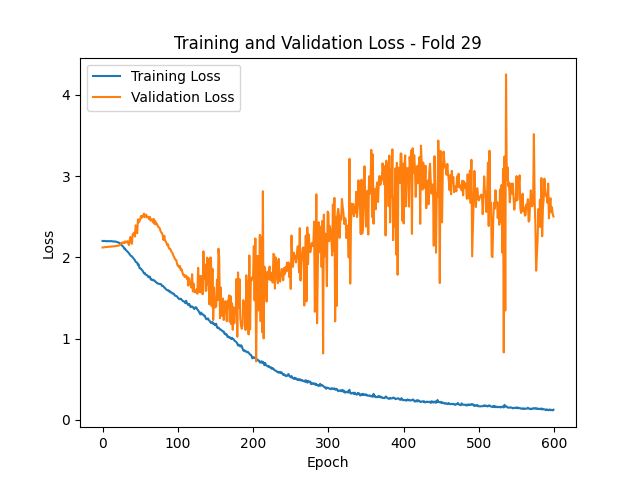 Training and Validation Loss - Fold 29
Training Loss
Validation Loss
Loss
4
3
2
1
0
0 100 200 300 400 500 600
Epoch